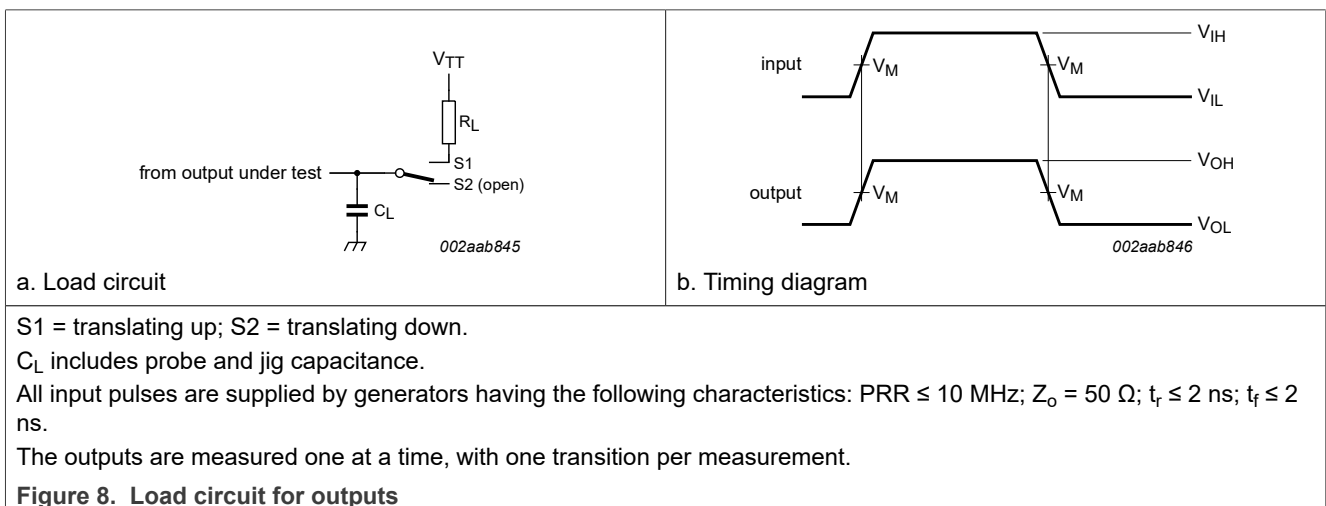 VTT
RL
S1
from output under test
S2 (open)
CL
002aab845
a. Load circuit
VIH
input
VM
VM
VIL
VOH
output
VM
VM
VOL
002aab846
b. Timing diagram
S1 = translating up; S2 = translating down.
CL includes probe and jig capacitance.
All input pulses are supplied by generators having the following characteristics: PRR ≤ 10 MHz; Zo = 50 Ω; tr ≤ 2 ns; tf ≤ 2
ns.
The outputs are measured one at a time, with one transition per measurement.
Figure 8. Load circuit for outputs